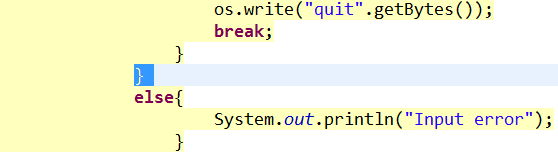 os.write("quit".getBytes());
break;
}
}
else{
System.out.println("Input error");
}